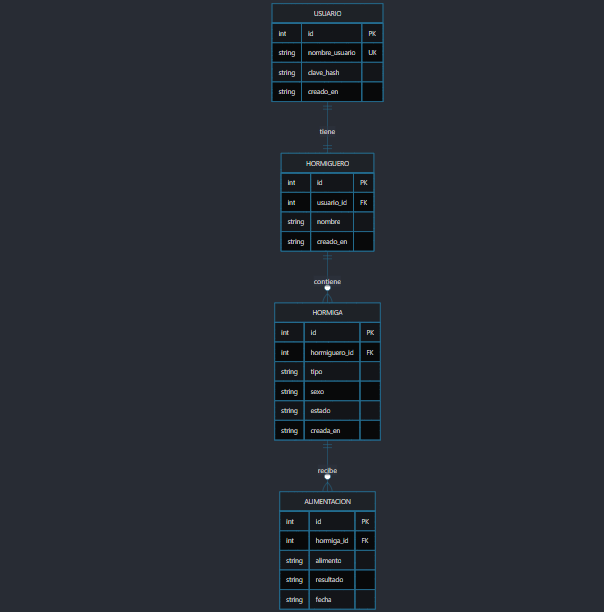 USUARIO
int id PK
string nombre_usuario UK
string clave_hash
string creado_en
tiene
HORMIGUERO
int id PK
int usuario_id FK
string nombre
string creado_en
contiene
HORMIGA
int id PK
int hormiguero_id FK
string tipo
string sexo
string estado
string creada_en
recibe
ALIMENTACION
int id PK
int hormiga_id FK
string alimento
string resultado
string fecha